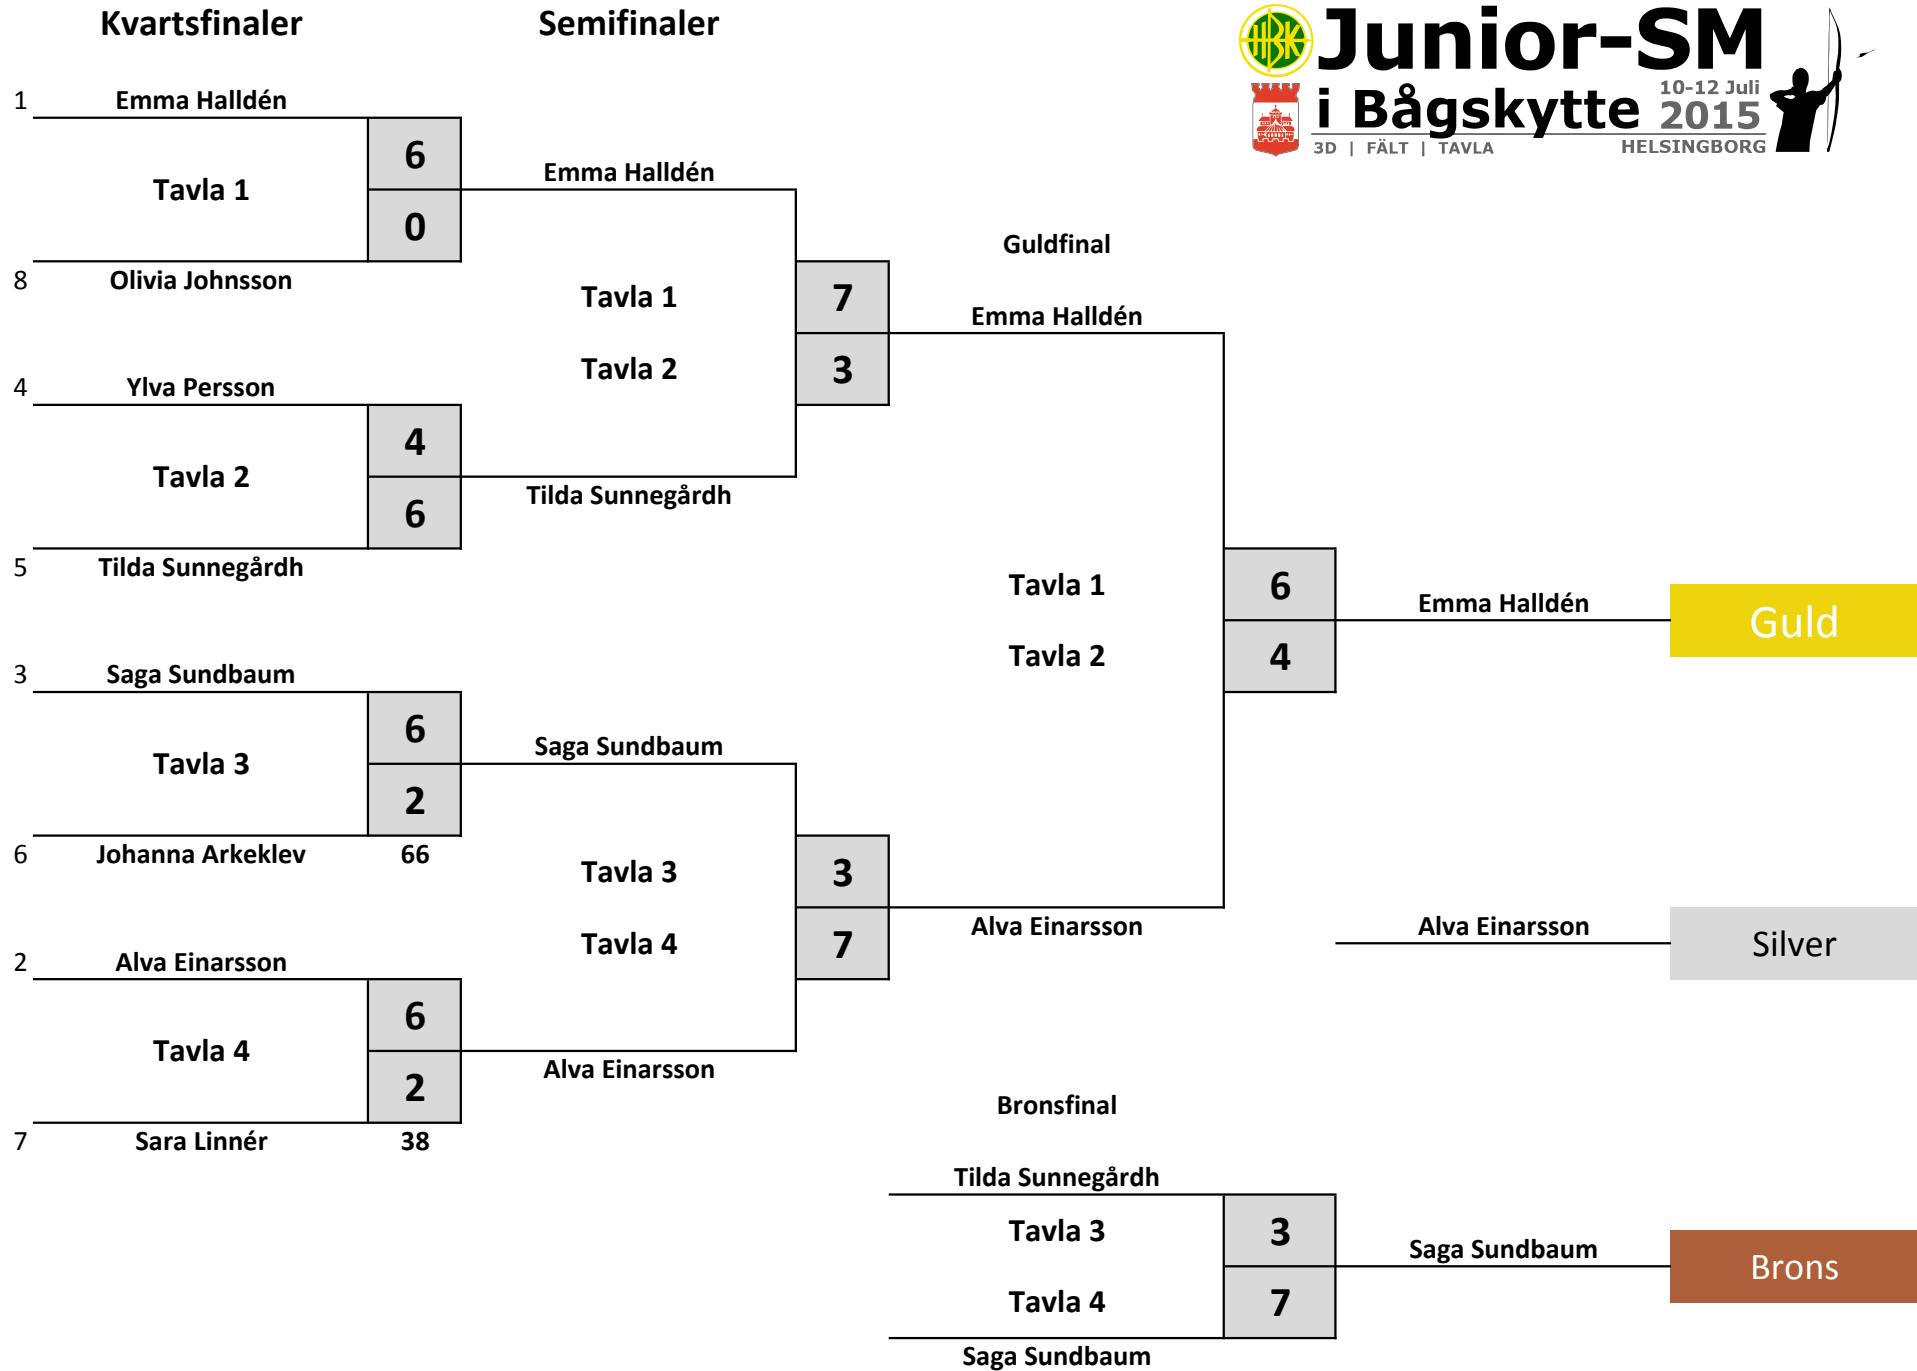 Kvartsfinaler
Semifinaler
HBK
Junior-SM
i Bågskytte
10-12 Juli
2015
3D | FÄLT | TAVLA
HELSINGBORG
1 Emma Halldén
6
Tavla 1
0
8 Olivia Johnsson
4 Ylva Persson
4
Tavla 2
6
5 Tilda Sunnegårdh
3 Saga Sundbaum
6
Tavla 3
2
6 Johanna Arkeklev 66
2 Alva Einarsson
6
Tavla 4
2
7 Sara Linnér 38
Emma Halldén
Tavla 1 7
Tavla 2 3
Tilda Sunnegårdh
Saga Sundbaum
Tavla 3 3
Tavla 4 7
Alva Einarsson
Guldfinal
Emma Halldén
Tavla 1 6
Tavla 2 4
Alva Einarsson
Emma Halldén Guld
Alva Einarsson Silver
Bronsfinal
Tilda Sunnegårdh
Tavla 3 3
Tavla 4 7
Saga Sundbaum
Saga Sundbaum Brons